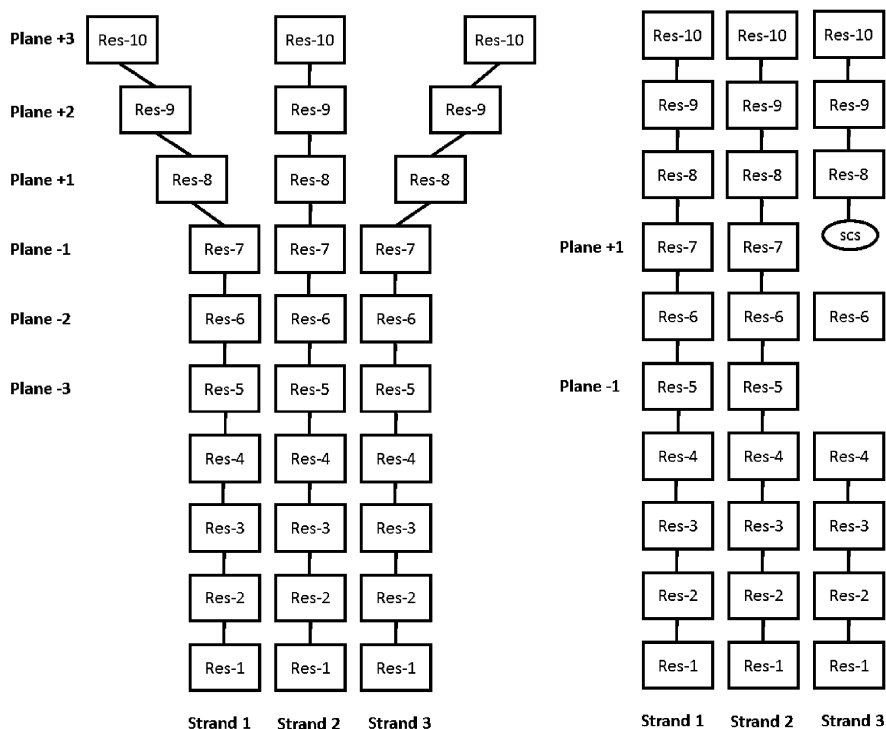 Plane +3 Res-10 Res-10 Res-10 Res-10 Res-10 Res-10
Plane +2 Res-9 Res-9 Res-9 Res-9 Res-9 Res-9
Plane +1 Res-8 Res-8 Res-8 Res-8 Res-8 Res-8
Plane -1 Res-7 Res-7 Res-7 Plane +1 Res-7 Res-7 scs
Plane -2 Res-6 Res-6 Res-6 Res-6 Res-6 Res-6
Plane -3 Res-5 Res-5 Res-5 Plane -1 Res-5 Res-5
Res-4 Res-4 Res-4 Res-4 Res-4 Res-4
Res-3 Res-3 Res-3 Res-3 Res-3 Res-3
Res-2 Res-2 Res-2 Res-2 Res-2 Res-2
Res-1 Res-1 Res-1 Res-1 Res-1 Res-1
Strand 1 Strand 2 Strand 3 Strand 1 Strand 2 Strand 3